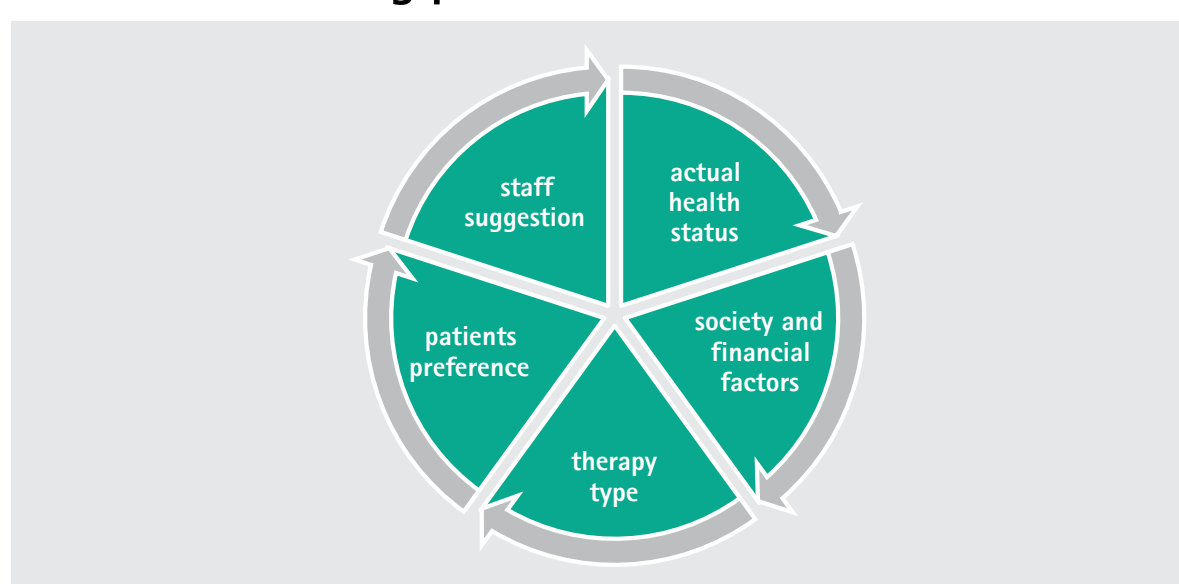 staff
suggestion
actual
health
status
society and
financial
factors
therapy
type
patients
preference